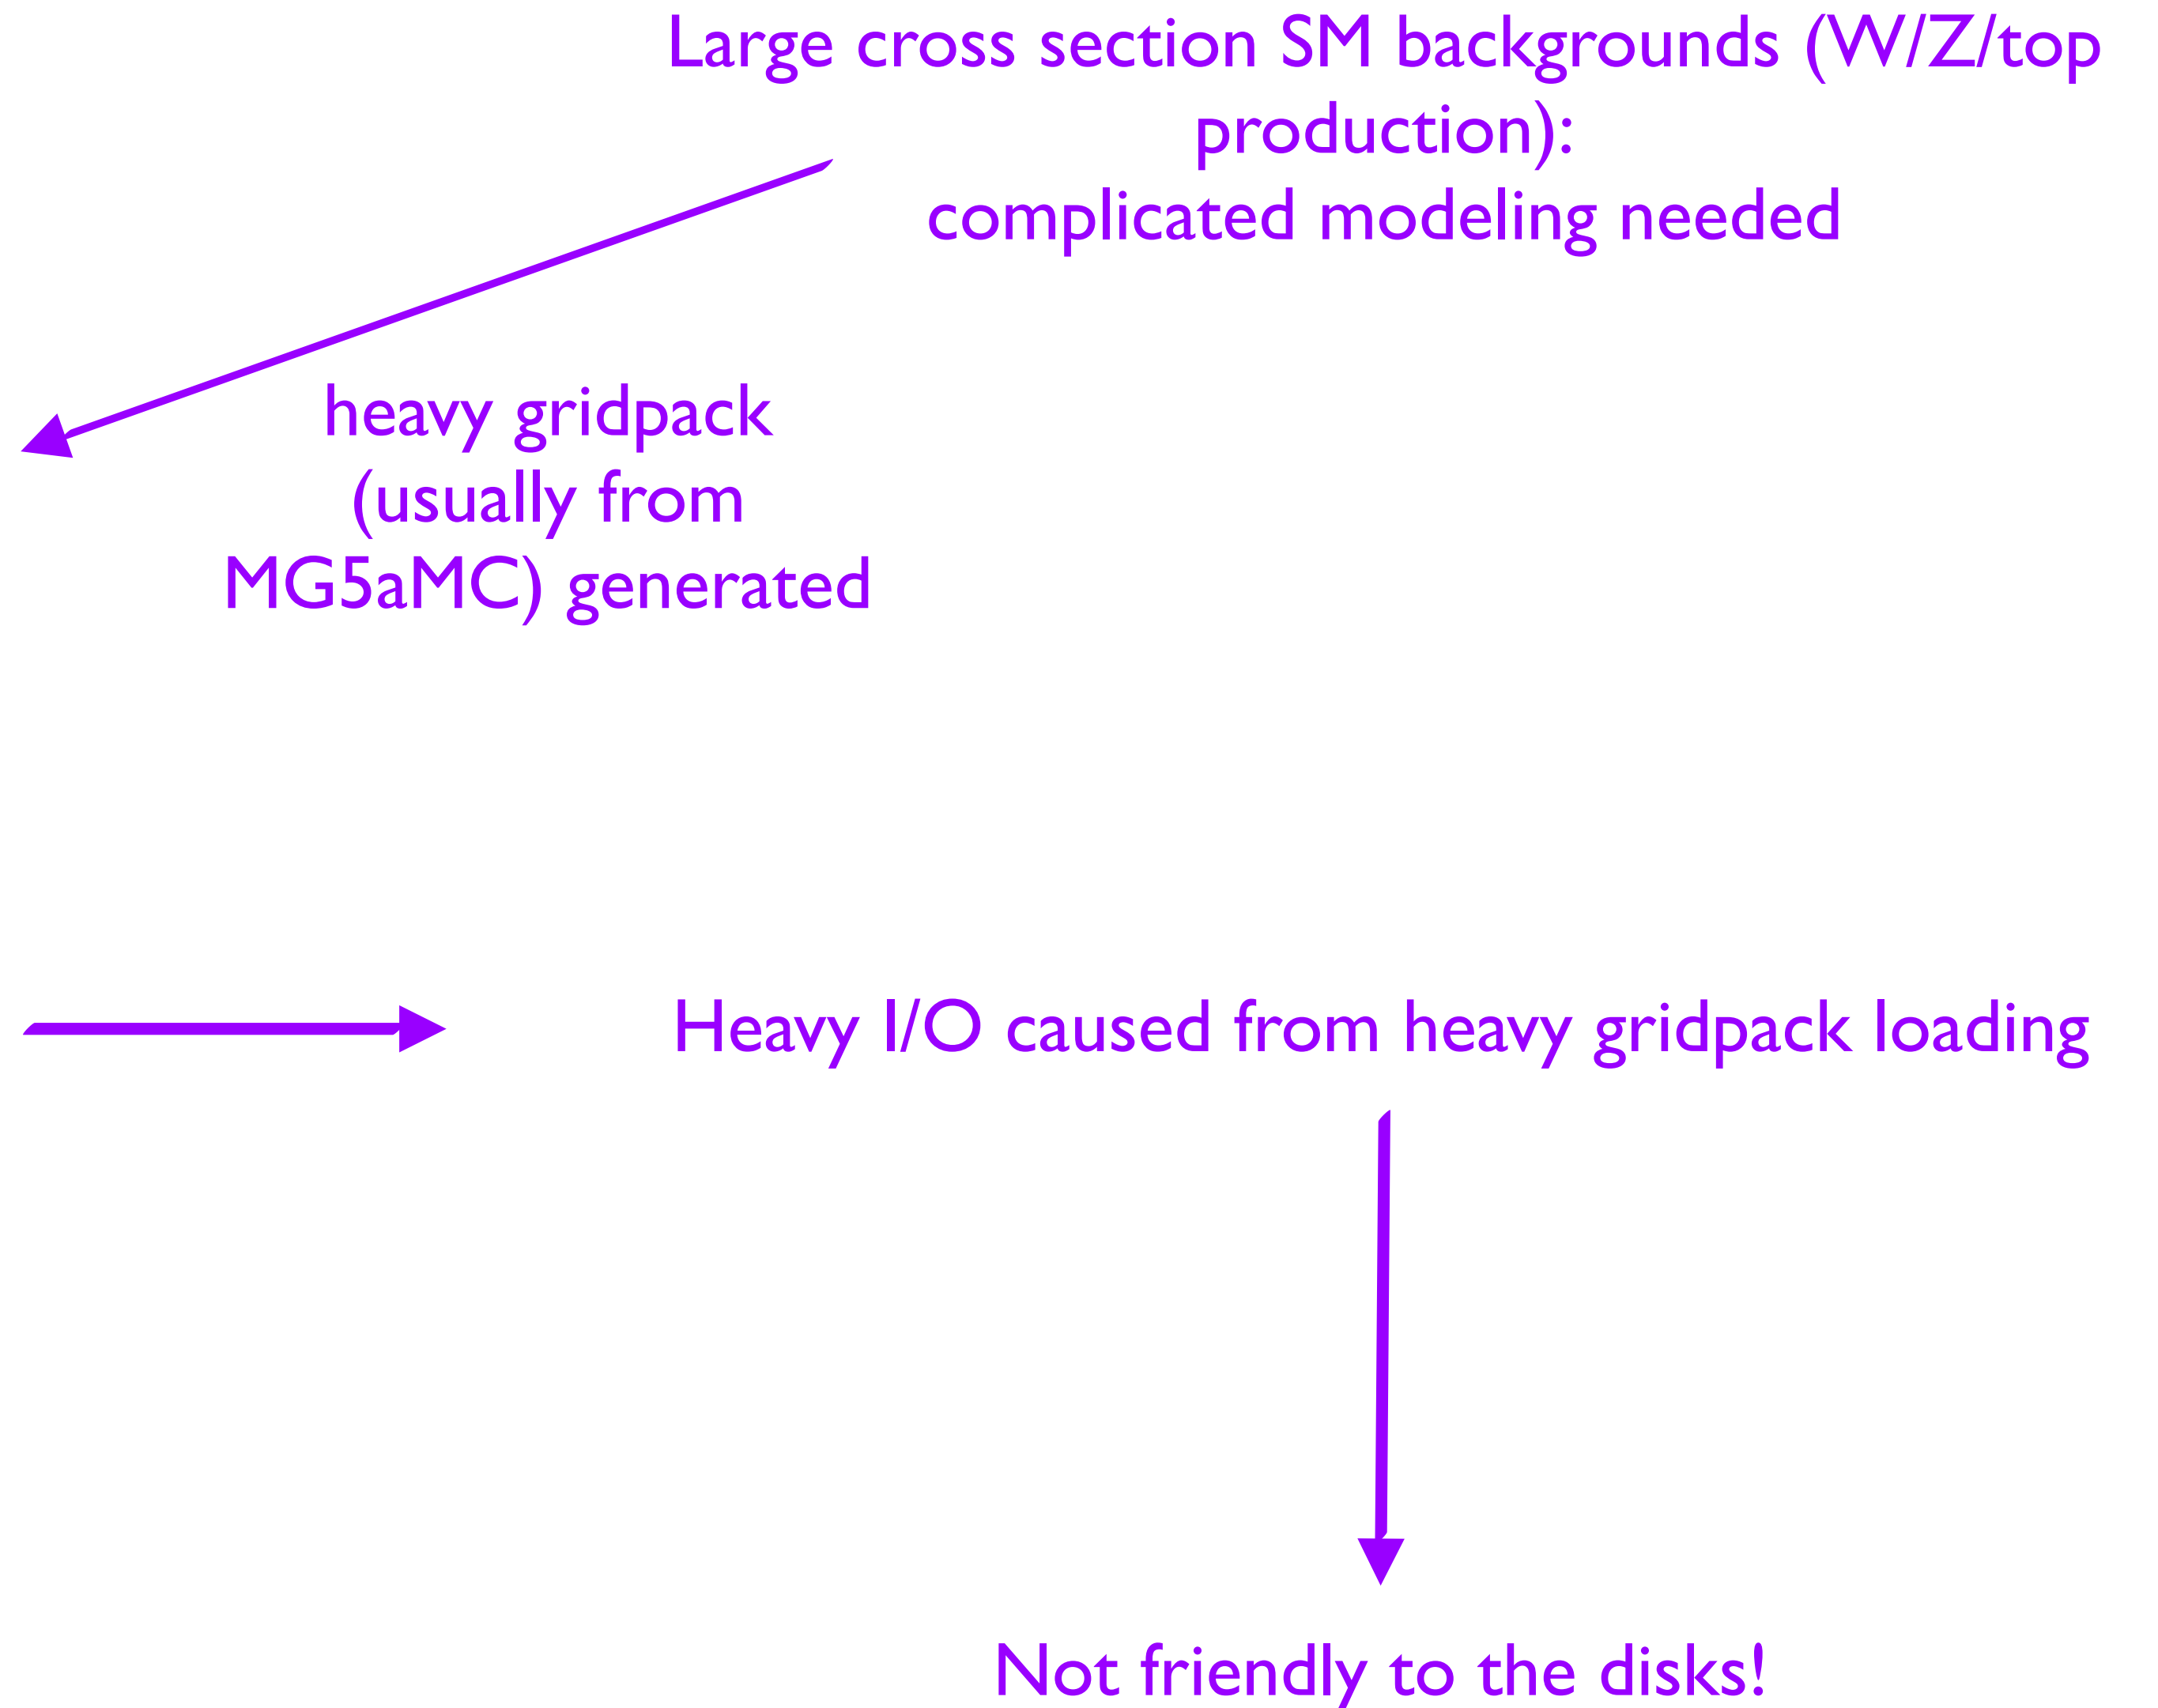 Large cross section SM backgrounds (W/Z/top
production):
complicated modeling needed
heavy gridpack
(usually from
MG5aMC) generated
Heavy I/O caused from heavy gridpack loading
Not friendly to the disks!